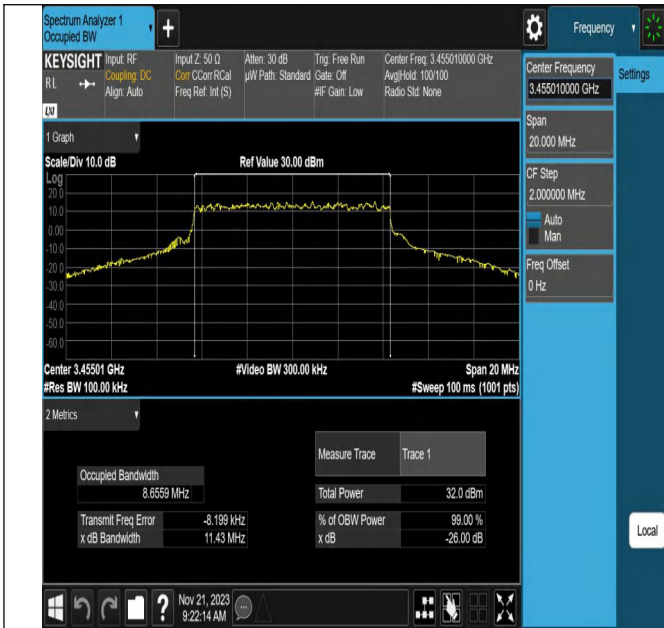 Spectrum Analyzer 1
Occupied BW
+
Frequency
KEYSIGHT
RL
LXI
Input: RF
Coupling: DC
Align: Auto
Input Z: 50 Ω
Corr CCorr RCal
Freq Ref: Int (S)
Atten: 30 dB
µW Path: Standard
Trig: Free Run
Gate: Off
#IF Gain: Low
Center Freq: 3.455010000 GHz
Avg|Hold: 100/100
Radio Std: None
Center Frequency
3.455010000 GHz
Settings
Span
20.000 MHz
CF Step
2.000000 MHz
Auto
Man
Freq Offset
0 Hz
1 Graph
Scale/Div 10.0 dB
Ref Value 30.00 dBm
Log
20.0
10.0
0.00
-10.0
-20.0
-30.0
-40.0
-50.0
-60.0
Center 3.45501 GHz
#Video BW 300.00 kHz
Span 20 MHz
#Res BW 100.00 kHz
#Sweep 100 ms (1001 pts)
2 Metrics
Measure Trace
Trace 1
Occupied Bandwidth
8.6559 MHz
Total Power
32.0 dBm
Transmit Freq Error
-8.199 kHz
% of OBW Power
99.00 %
x dB Bandwidth
11.43 MHz
x dB
-26.00 dB
Local
?
Nov 21, 2023
9:22:14 AM